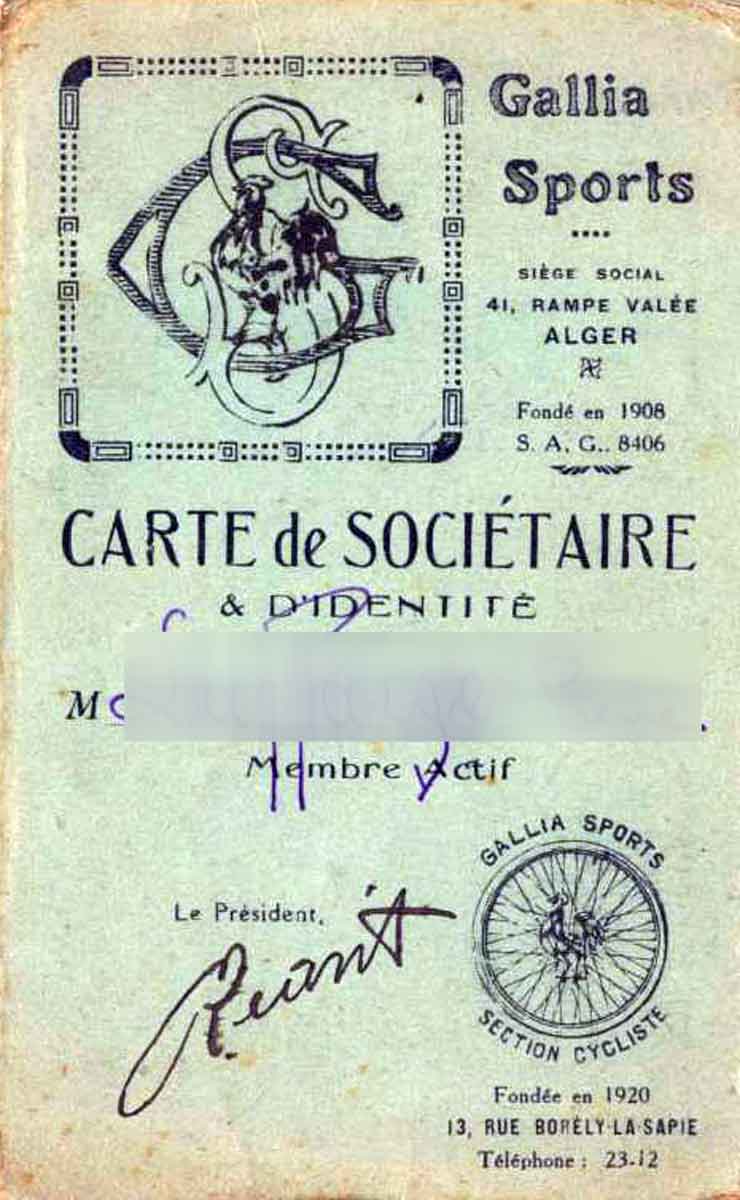 Gallia
Sports
SIÈGE SOCIAL
41, RAMPE VALÉE
ALGER
Fondé en 1908
S. A. G.. 8406
CARTE de SOCIÉTAIRE
& D'IDENTITÉ
M
Membre Actif
GALLIA SPORTS
Le Président,
SECTION CYCLISTE
Fondée en 1920
13, RUE BORÉLY-LA-SAPIE
Téléphone : 23-12